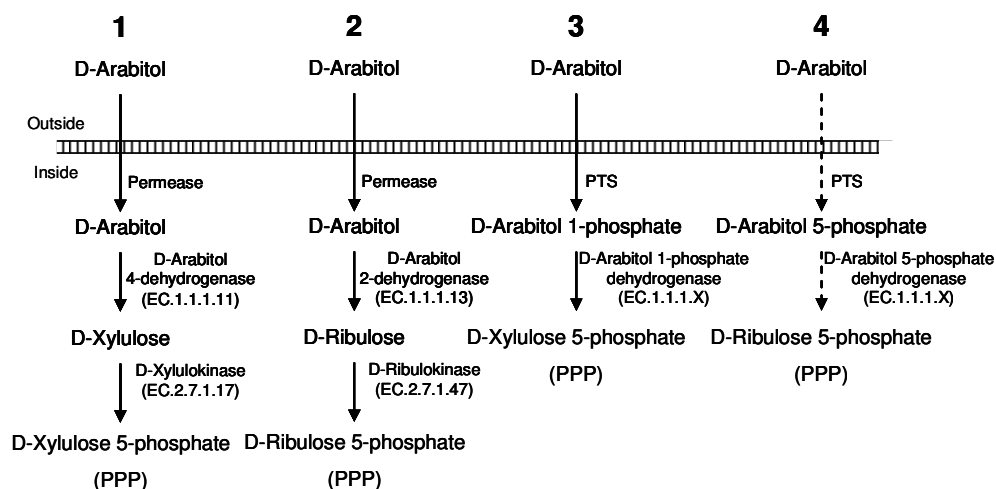 1 2 3 4
D-Arabitol D-Arabitol D-Arabitol D-Arabitol
Outside
Inside
Permease Permease PTS PTS
D-Arabitol D-Arabitol D-Arabitol 1-phosphate D-Arabitol 5-phosphate
D-Arabitol D-Arabitol D-Arabitol 1-phosphate D-Arabitol 5-phosphate
4-dehydrogenase 2-dehydrogenase dehydrogenase dehydrogenase
(EC.1.1.1.11) (EC.1.1.1.13) (EC.1.1.1.X) (EC.1.1.1.X)
D-Xylulose D-Ribulose D-Xylulose 5-phosphate D-Ribulose 5-phosphate
D-Xylulokinase D-Ribulokinase (PPP) (PPP)
(EC.2.7.1.17) (EC.2.7.1.47)
D-Xylulose 5-phosphate D-Ribulose 5-phosphate
(PPP) (PPP)